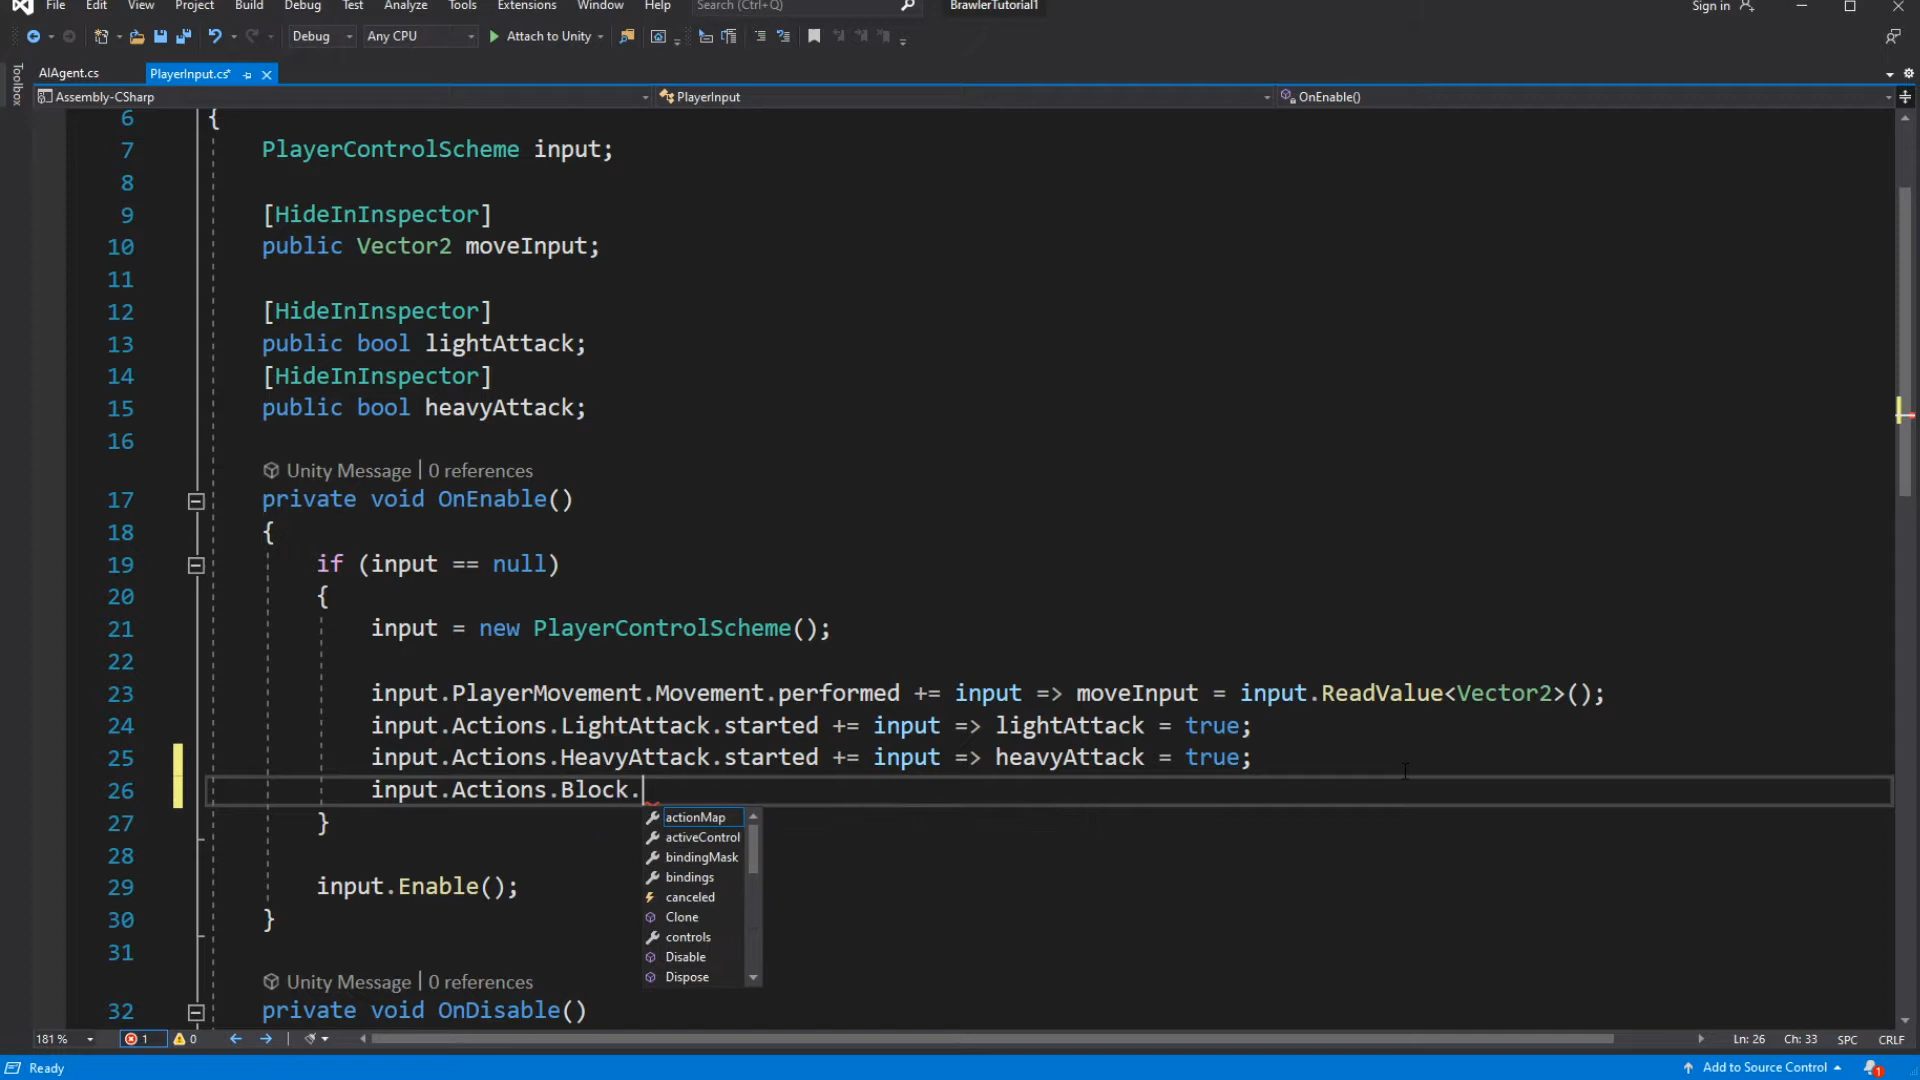 File Edit View Project Build Debug Test Analyze Tools Extensions Window Help Search (Ctrl+Q) BrawlerTutorial1 Sign in
Debug Any CPU Attach to Unity
Toolbox
AIAgent.cs PlayerInput.cs*
Assembly-CSharp PlayerInput OnEnable()
6 {
7 PlayerControlScheme input;
8
9 [HideInInspector]
10 public Vector2 moveInput;
11
12 [HideInInspector]
13 public bool lightAttack;
14 [HideInInspector]
15 public bool heavyAttack;
16
Unity Message | 0 references
17 private void OnEnable()
18 {
19 if (input == null)
20 {
21 input = new PlayerControlScheme();
22
23 input.PlayerMovement.Movement.performed += input => moveInput = input.ReadValue<Vector2>();
24 input.Actions.LightAttack.started += input => lightAttack = true;
25 input.Actions.HeavyAttack.started += input => heavyAttack = true;
26 input.Actions.Block.
actionMap
activeControl
bindingMask
bindings
canceled
Clone
controls
Disable
Dispose
27 }
28
29 input.Enable();
30 }
31
Unity Message | 0 references
32 private void OnDisable()
181 % 1 0 Ln: 26 Ch: 33 SPC CRLF
Ready Add to Source Control 1